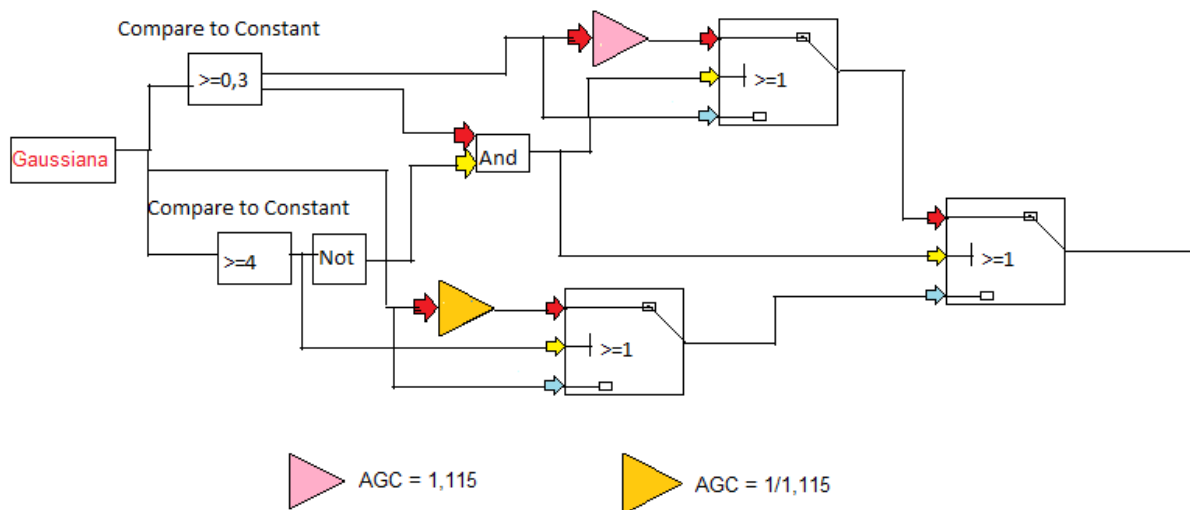 Compare to Constant
>=0,3
>=1
Gaussiana
And
Compare to Constant
>=4
Not
>=1
>=1
AGC = 1,115
AGC = 1/1,115